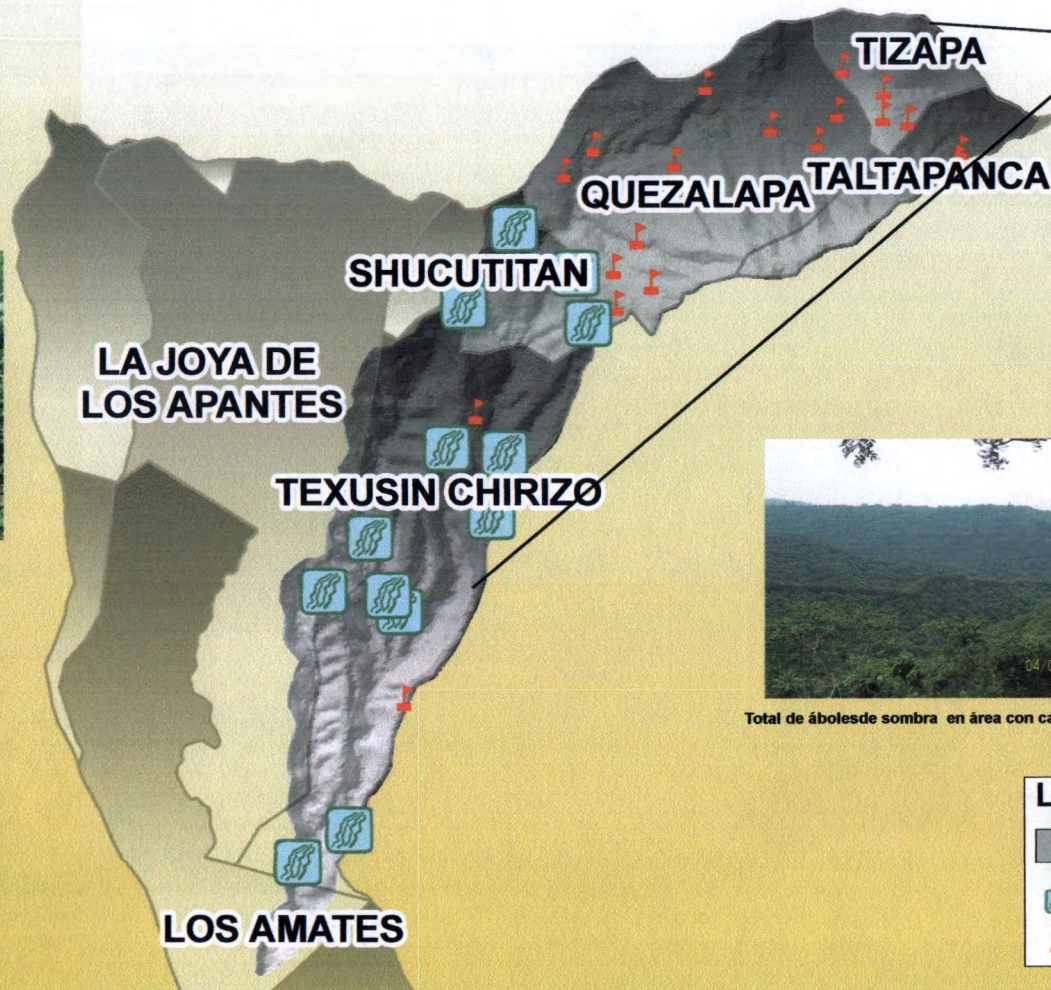 TIZAPA
TALTAPANCA
QUEZALAPA
SHUCUTITAN
LA JOYA DE
LOS APANTES
TEXUSIN CHIRIZO
04/
Total de ábolesde sombra en área con ca
L
LOS AMATES